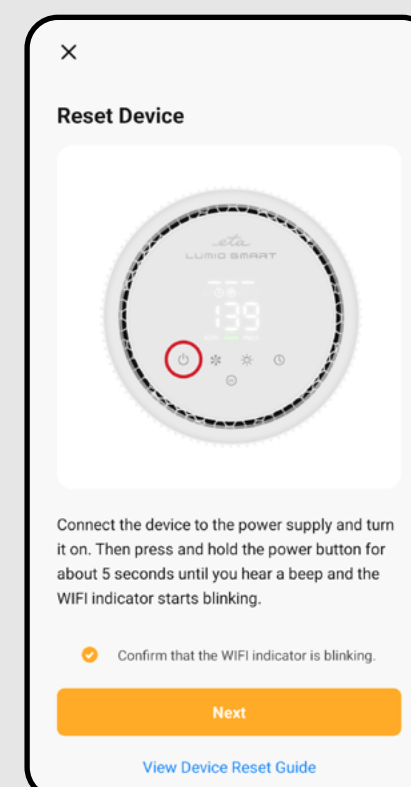 Reset Device
eta
LUMIO SMART
139
Connect the device to the power supply and turn
it on. Then press and hold the power button for
about 5 seconds until you hear a beep and the
WIFI indicator starts blinking.
Confirm that the WIFI indicator is blinking.
Next
View Device Reset Guide